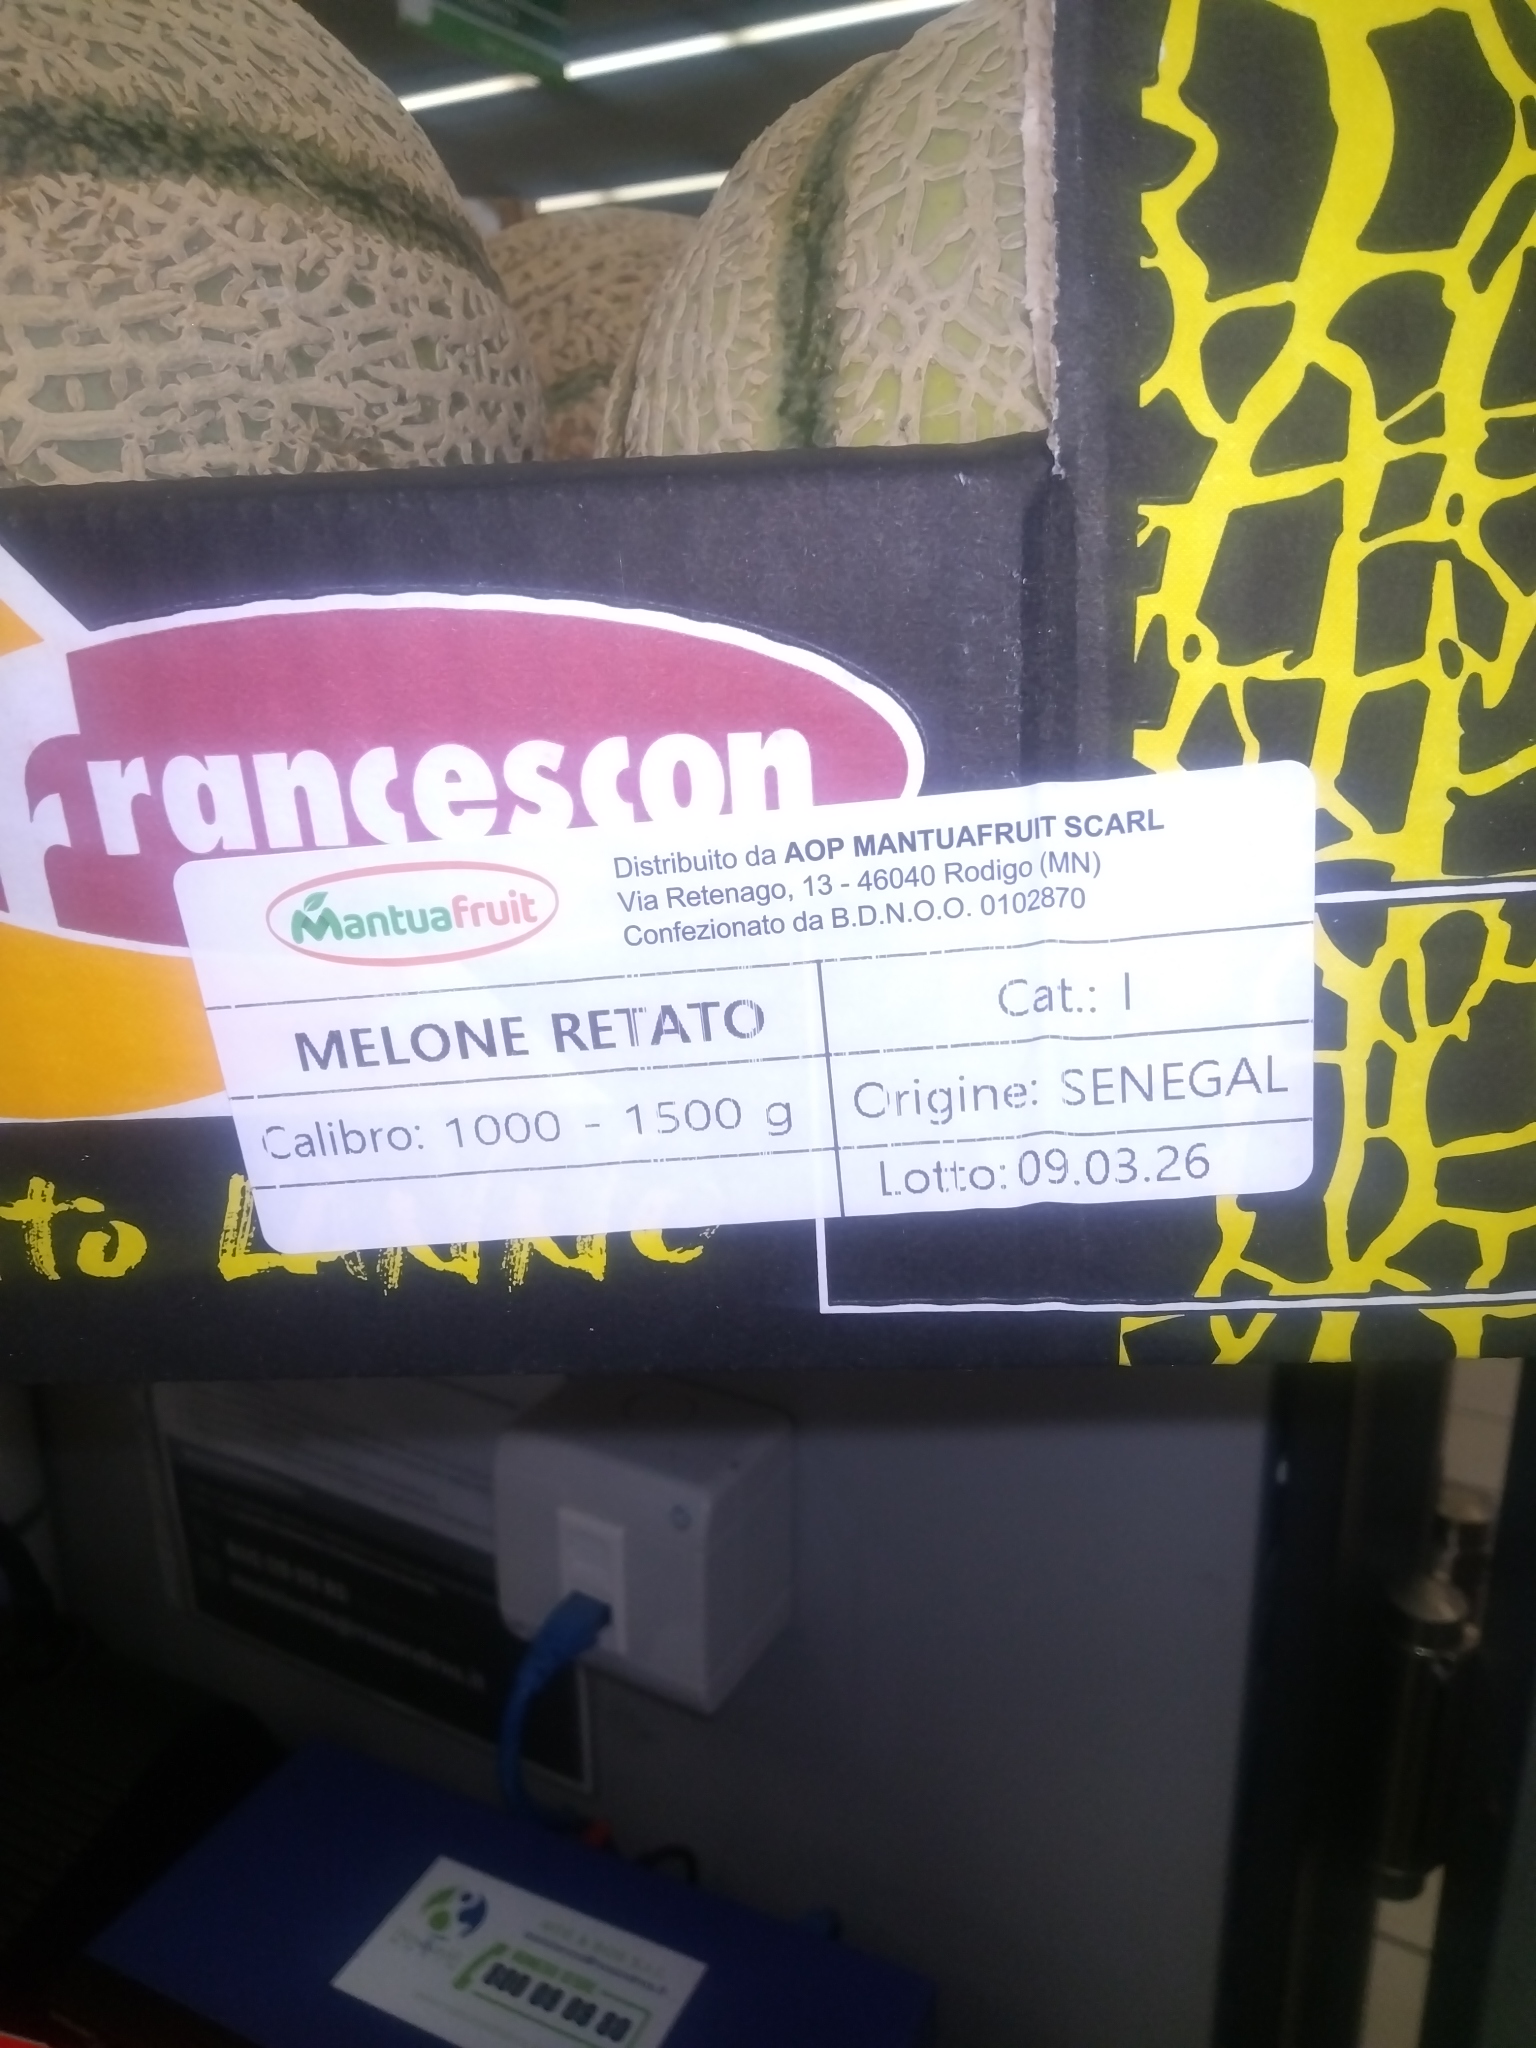 francescon
Mantuafruit
Distribuito da AOP MANTUAFRUIT SCARL
Via Retenago, 13 - 46040 Rodigo (MN)
Confezionato da B.D.N.O.O. 0102870
MELONE RETATO
Cat.: I
Calibro: 1000 - 1500 g
Origine: SENEGAL
Lotto: 09.03.26